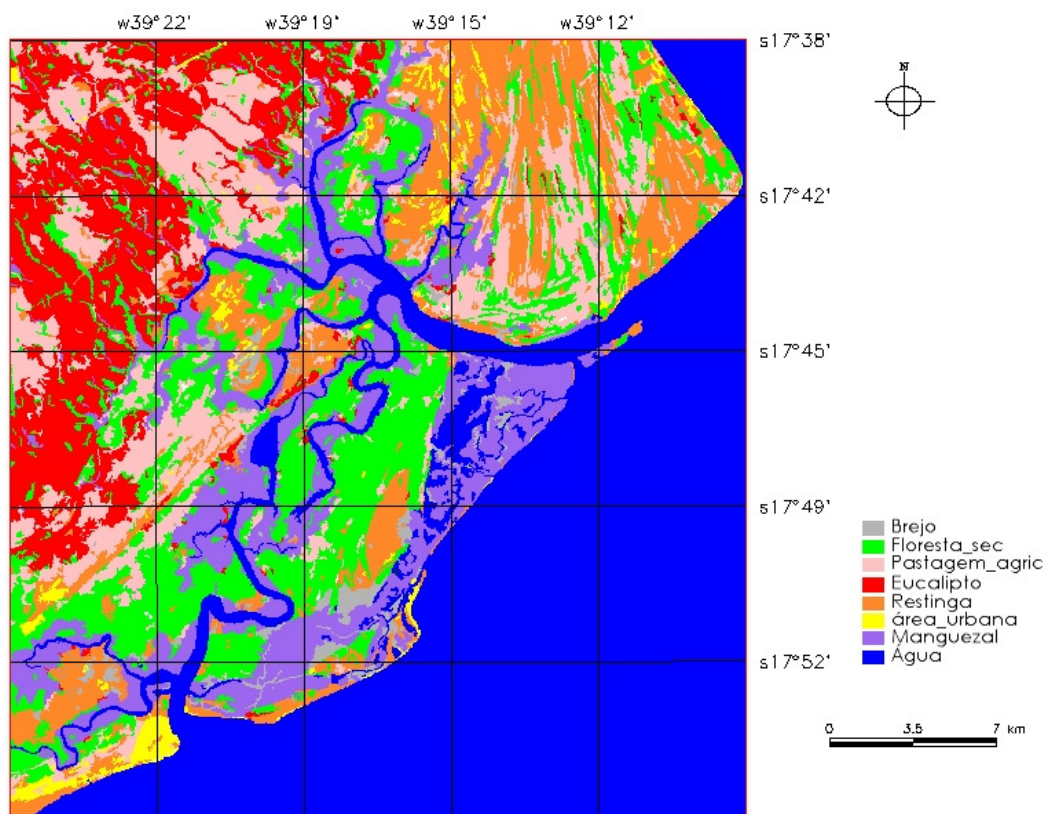 w39°22' w39°19' w39°15' w39°12'
s17°38'
N
s17°42'
s17°45'
s17°49'
Brejo
Floresta_sec
Pastagem_agric
Eucalipto
Restinga
área_urbana
Manguezal
Água
s17°52'
0 3.5 7 km